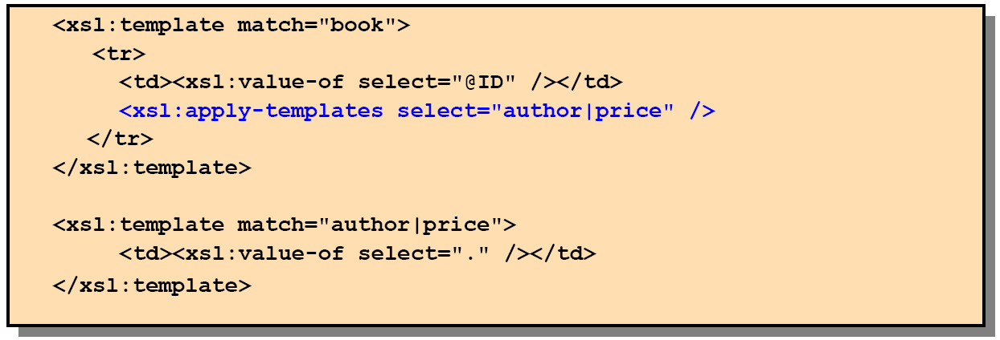 <xsl:template match="book">
<tr>
<td><xsl:value-of select="@ID" /></td>
<xsl:apply-templates select="author|price" />
</tr>
</xsl:template>
<xsl:template match="author|price">
<td><xsl:value-of select="." /></td>
</xsl:template>